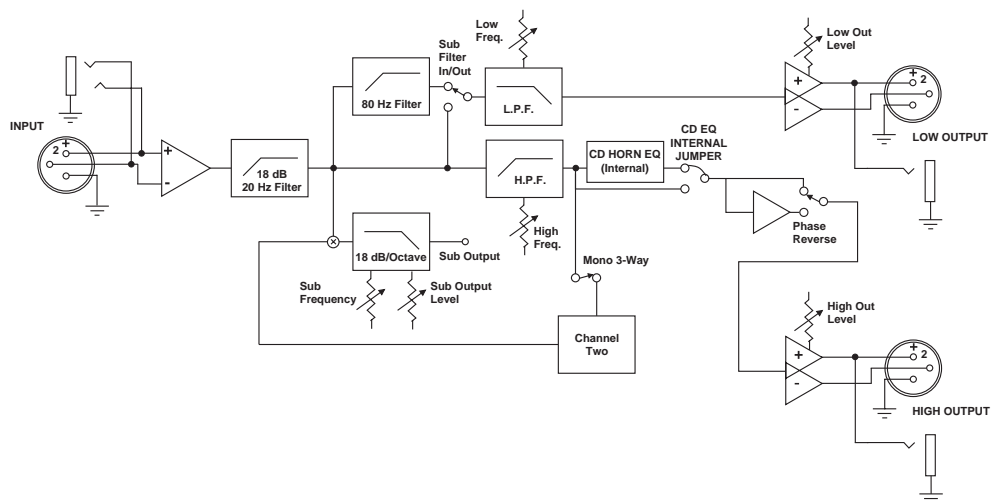 Low
Freq.
Sub
Filter
In/Out
Low Out
Level
80 Hz Filter
L.P.F.
+
-
+
2
LOW OUTPUT
INPUT
2
+
+
-
18 dB
20 Hz Filter
H.P.F.
CD HORN EQ
(Internal)
CD EQ
INTERNAL
JUMPER
Phase
Reverse
High
Freq.
18 dB/Octave
Sub Output
Sub
Frequency
Sub Output
Level
Mono 3-Way
Channel
Two
High Out
Level
+
-
+
2
HIGH OUTPUT